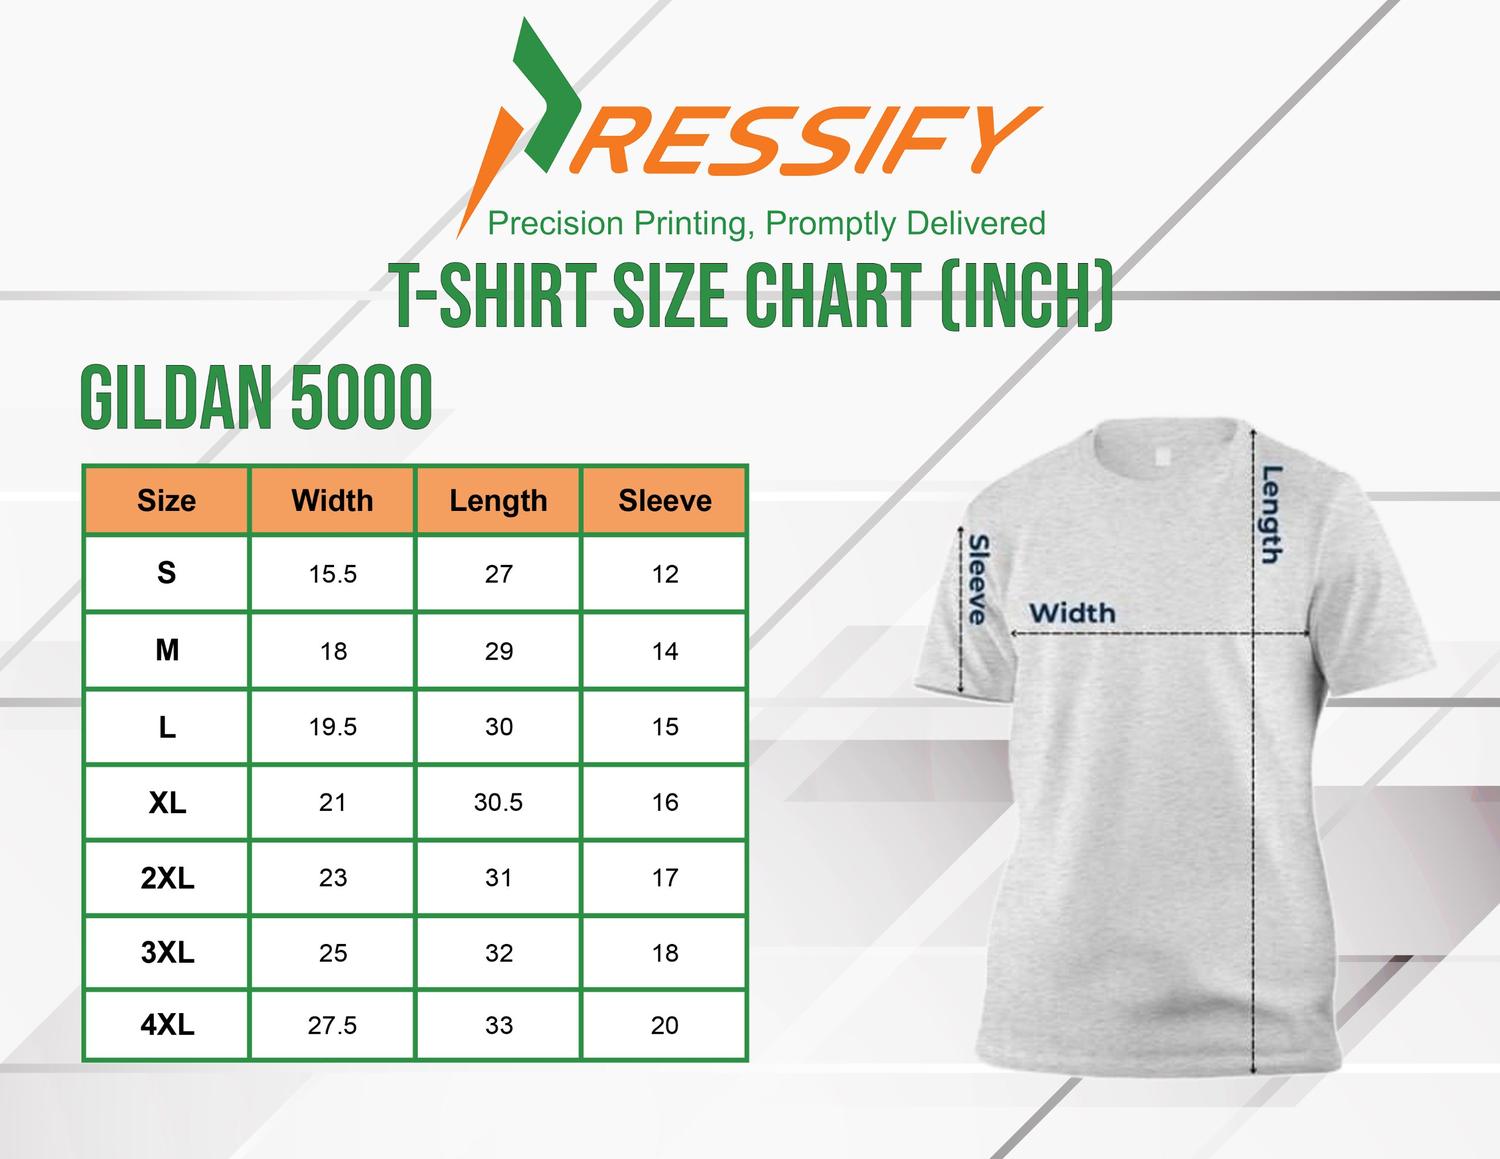 PRESSIFY
Precision Printing, Promptly Delivered
T-SHIRT SIZE CHART (INCH)
GILDAN 5000
Size Width Length Sleeve
S 15.5 27 12
M 18 29 14
L 19.5 30 15
XL 21 30.5 16
2XL 23 31 17
3XL 25 32 18
4XL 27.5 33 20
Length
Sleeve
Width